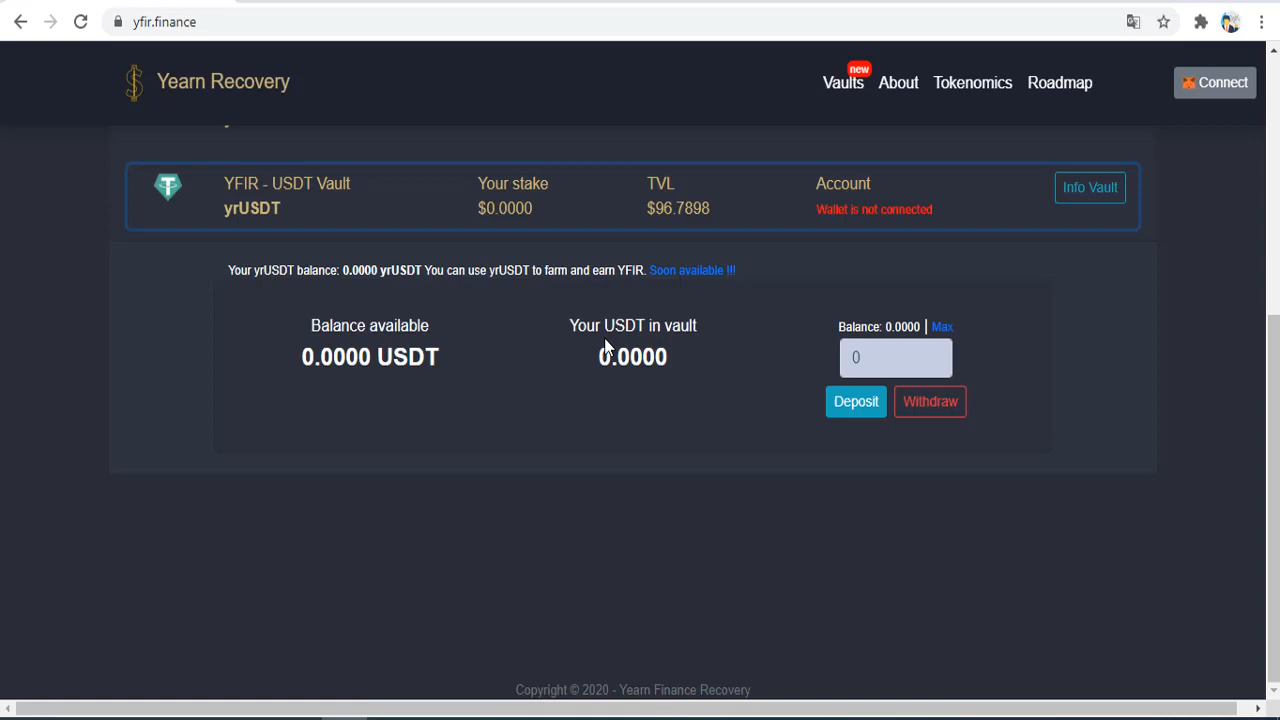 yfir.finance
Yearn Recovery
Vaults
new
About
Tokenomics
Roadmap
Connect
YFIR - USDT Vault
yrUSDT
Your stake
$0.0000
TVL
$96.7898
Account
Wallet is not connected
Info Vault
Your yrUSDT balance: 0.0000 yrUSDT You can use yrUSDT to farm and earn YFIR. Soon available !!!
Balance available
0.0000 USDT
Your USDT in vault
0.0000
Balance: 0.0000 | Max
0
Deposit
Withdraw
Copyright © 2020 - Yearn Finance Recovery